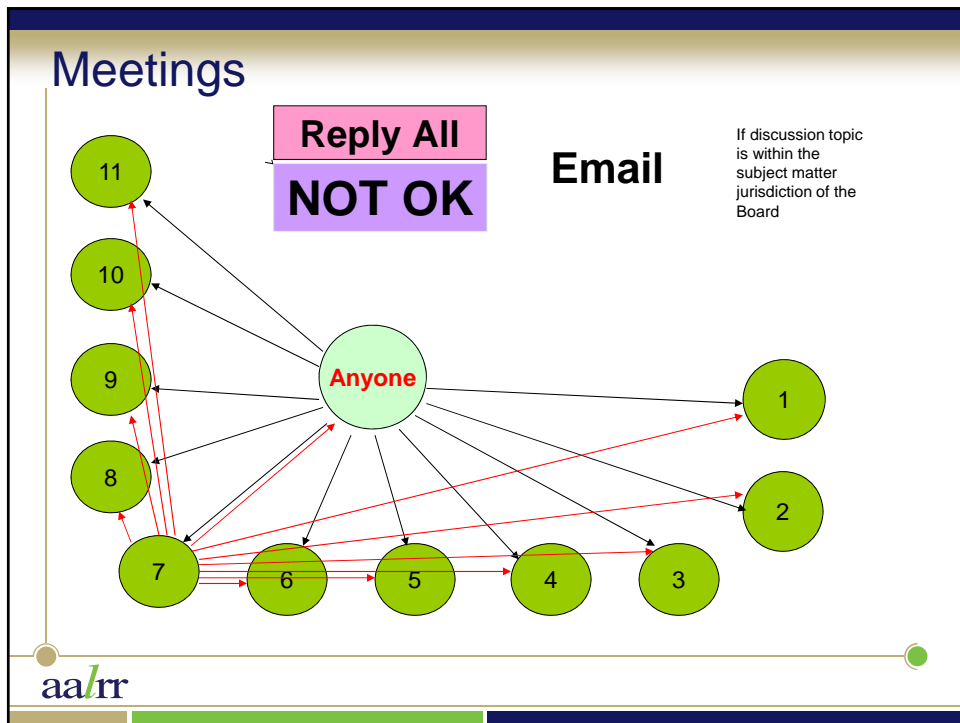 Meetings
Reply All
NOT OK
Email
If discussion topic
is within the
subject matter
jurisdiction of the
Board
11
10
9
8
7
6
5
4
3
2
1
Anyone
aalrr